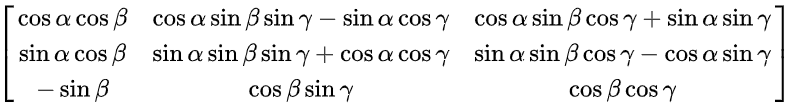 cos α cos β   cos α sin β sin γ − sin α cos γ   cos α sin β cos γ + sin α sin γ
sin α cos β   sin α sin β sin γ + cos α cos γ   sin α sin β cos γ − cos α sin γ
− sin β   cos β sin γ   cos β cos γ